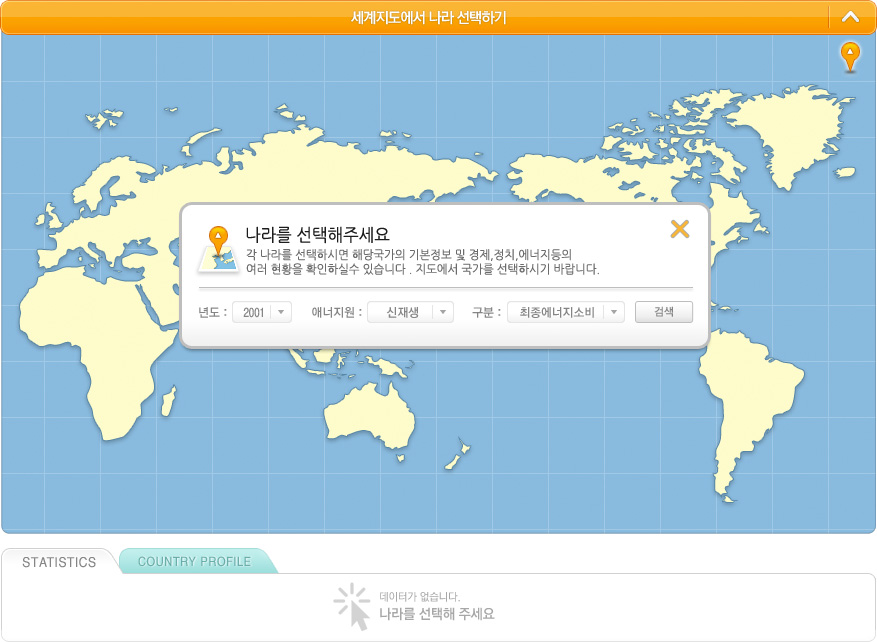 세계지도에서 나라 선택하기
나라를 선택해주세요
각 나라를 선택하시면 해당국가의 기본정보 및 경제,정치,에너지등의
여러 현황을 확인하실수 있습니다 . 지도에서 국가를 선택하시기 바랍니다.
년도 : 2001 애너지원 : 신재생 구분 : 최종에너지소비 검색
STATISTICS COUNTRY PROFILE
데이터가 없습니다.
나라를 선택해 주세요